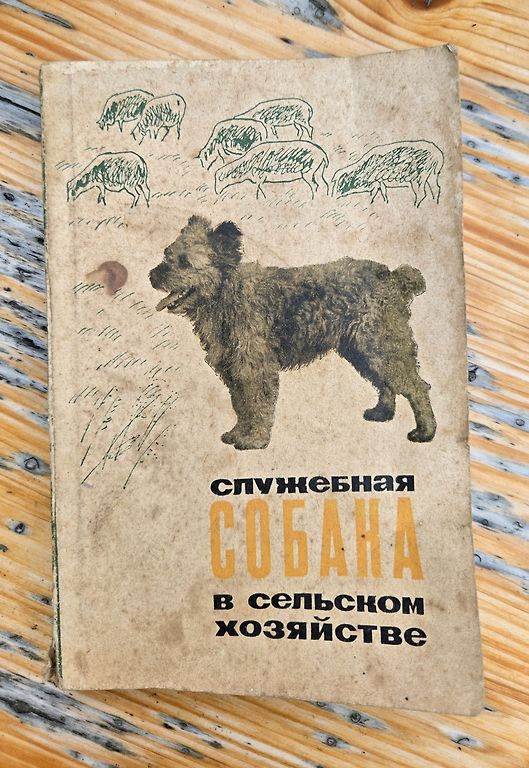 служебная
СОБАКА
в сельском
хозяйстве